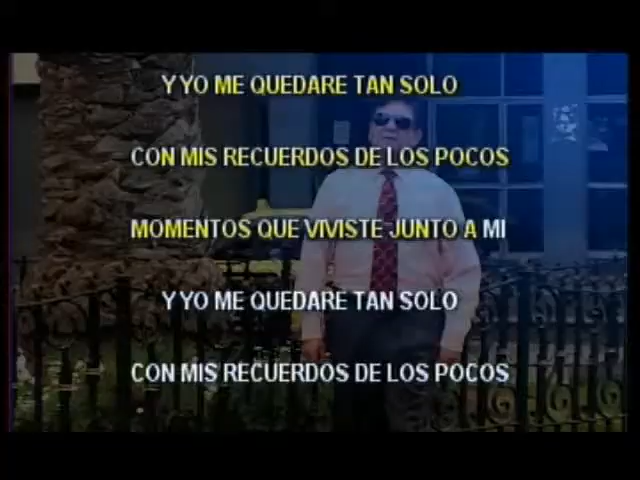 Y YO ME QUEDARE TAN SOLO
CON MIS RECUERDOS DE LOS POCOS
MOMENTOS QUE VIVISTE JUNTO A MI
Y YO ME QUEDARE TAN SOLO
CON MIS RECUERDOS DE LOS POCOS